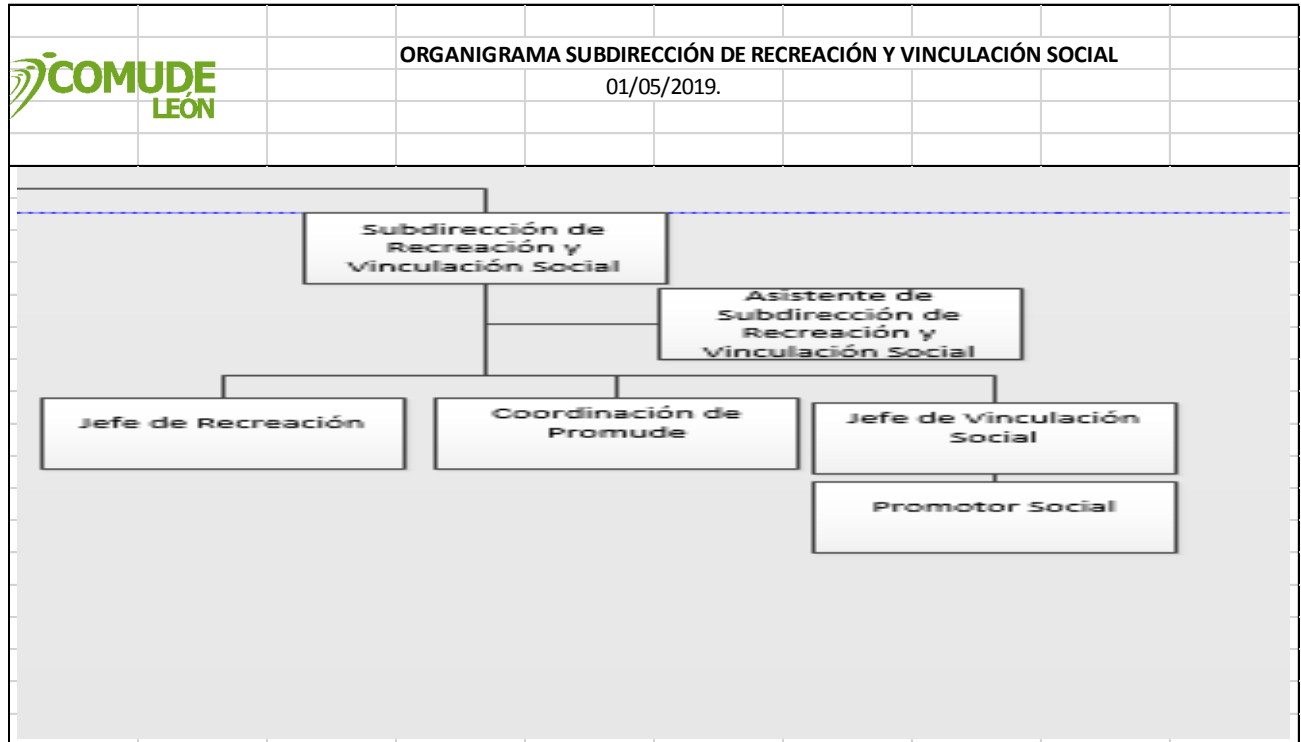 COMUDE
LEÓN
ORGANIGRAMA SUBDIRECCIÓN DE RECREACIÓN Y VINCULACIÓN SOCIAL
01/05/2019.
Subdirección de
Recreación y
Vinculación Social
Asistente de
Subdirección de
Recreación y
Vinculación Social
Jefe de Recreación
Coordinación de
Promude
Jefe de Vinculación
Social
Promotor Social